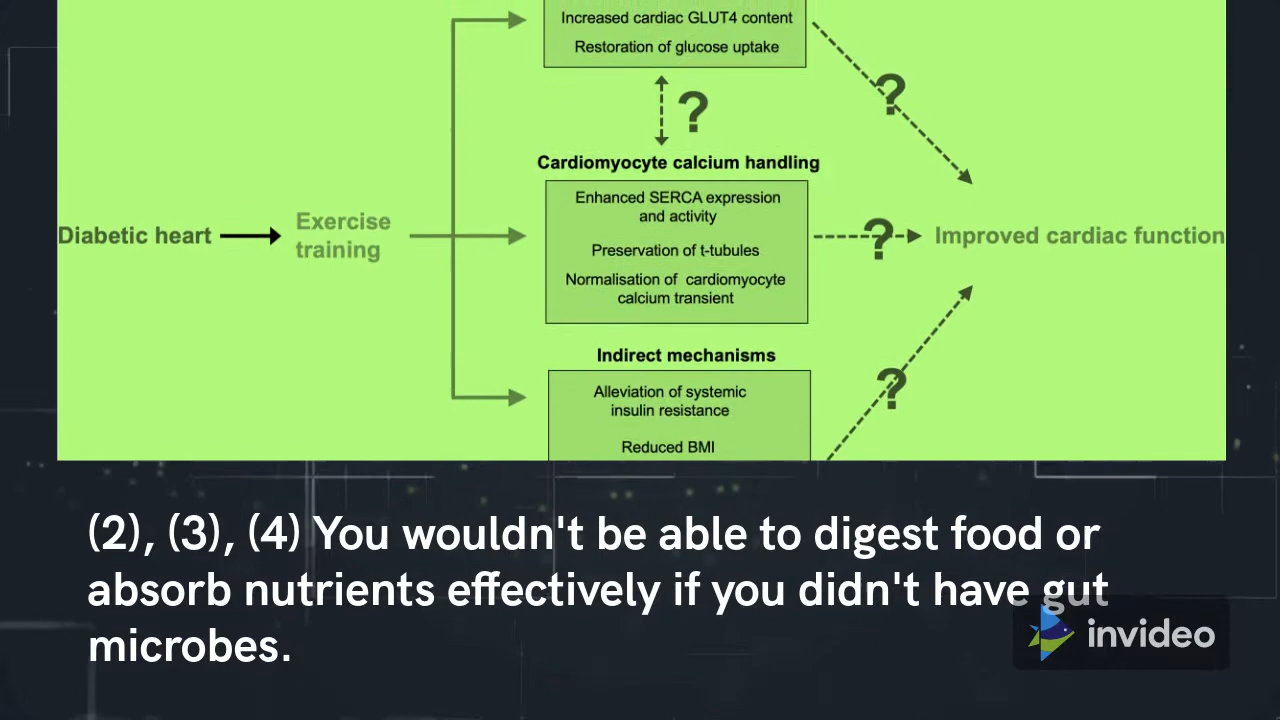 Increased cardiac GLUT4 content
Restoration of glucose uptake
?
?
Cardiomyocyte calcium handling
Enhanced SERCA expression
and activity
Preservation of t-tubules
Normalisation of cardiomyocyte
calcium transient
Diabetic heart
Exercise
training
?
Improved cardiac function
Indirect mechanisms
Alleviation of systemic
insulin resistance
Reduced BMI
?
(2), (3), (4) You wouldn't be able to digest food or
absorb nutrients effectively if you didn't have gut
microbes.
invideo